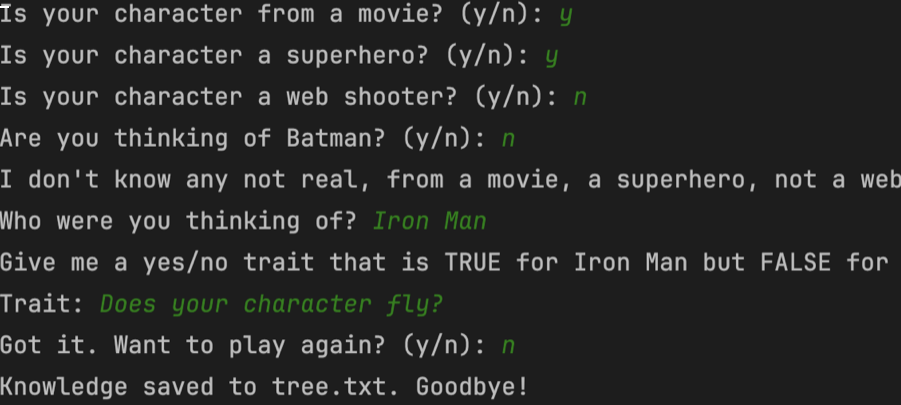 Is your character from a movie? (y/n): y
Is your character a superhero? (y/n): y
Is your character a web shooter? (y/n): n
Are you thinking of Batman? (y/n): n
I don't know any not real, from a movie, a superhero, not a web
Who were you thinking of? Iron Man
Give me a yes/no trait that is TRUE for Iron Man but FALSE for
Trait: Does your character fly?
Got it. Want to play again? (y/n): n
Knowledge saved to tree.txt. Goodbye!